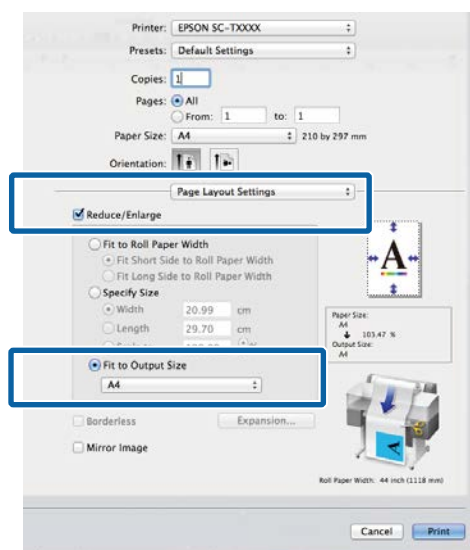 Printer: EPSON SC-TXXXX
Presets: Default Settings
Copies: 1
Pages: All
From: 1 to: 1
Paper Size: A4 210 by 297 mm
Orientation:
Page Layout Settings
Reduce/Enlarge
Fit to Roll Paper Width
Fit Short Side to Roll Paper Width
Fit Long Side to Roll Paper Width
Specify Size
Width 20.99 cm
Length 29.70 cm
Fit to Output Size
A4
Borderless Expansion...
Mirror Image
A
Paper Size:
A4
103.47 %
Output Size:
A4
Roll Paper Width: 44 inch (1118 mm)
Cancel Print